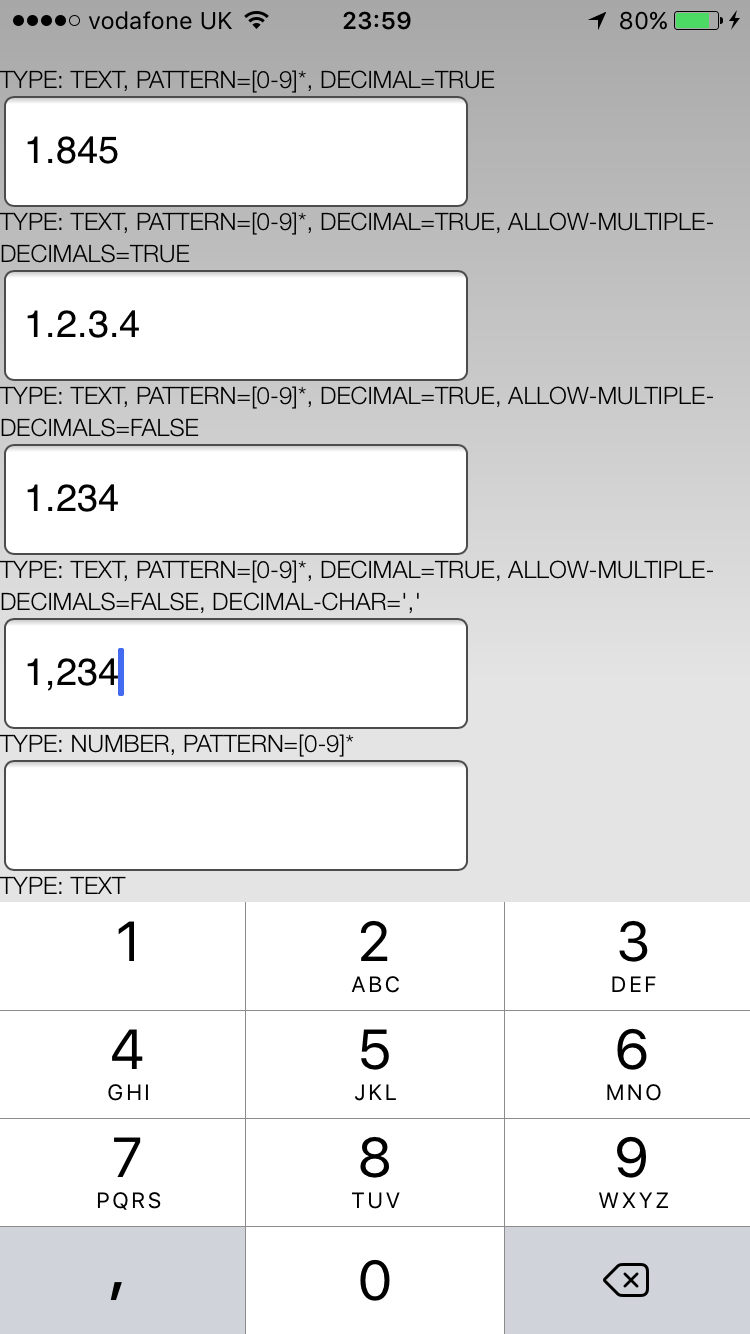 vodafone UK 23:59 80%
TYPE: TEXT, PATTERN=[0-9]*, DECIMAL=TRUE
1.845
TYPE: TEXT, PATTERN=[0-9]*, DECIMAL=TRUE, ALLOW-MULTIPLE-
DECIMALS=TRUE
1.2.3.4
TYPE: TEXT, PATTERN=[0-9]*, DECIMAL=TRUE, ALLOW-MULTIPLE-
DECIMALS=FALSE
1.234
TYPE: TEXT, PATTERN=[0-9]*, DECIMAL=TRUE, ALLOW-MULTIPLE-
DECIMALS=FALSE, DECIMAL-CHAR=','
1,234
TYPE: NUMBER, PATTERN=[0-9]*
TYPE: TEXT
1 2 3
ABC DEF
4 5 6
GHI JKL MNO
7 8 9
PQRS TUV WXYZ
, 0